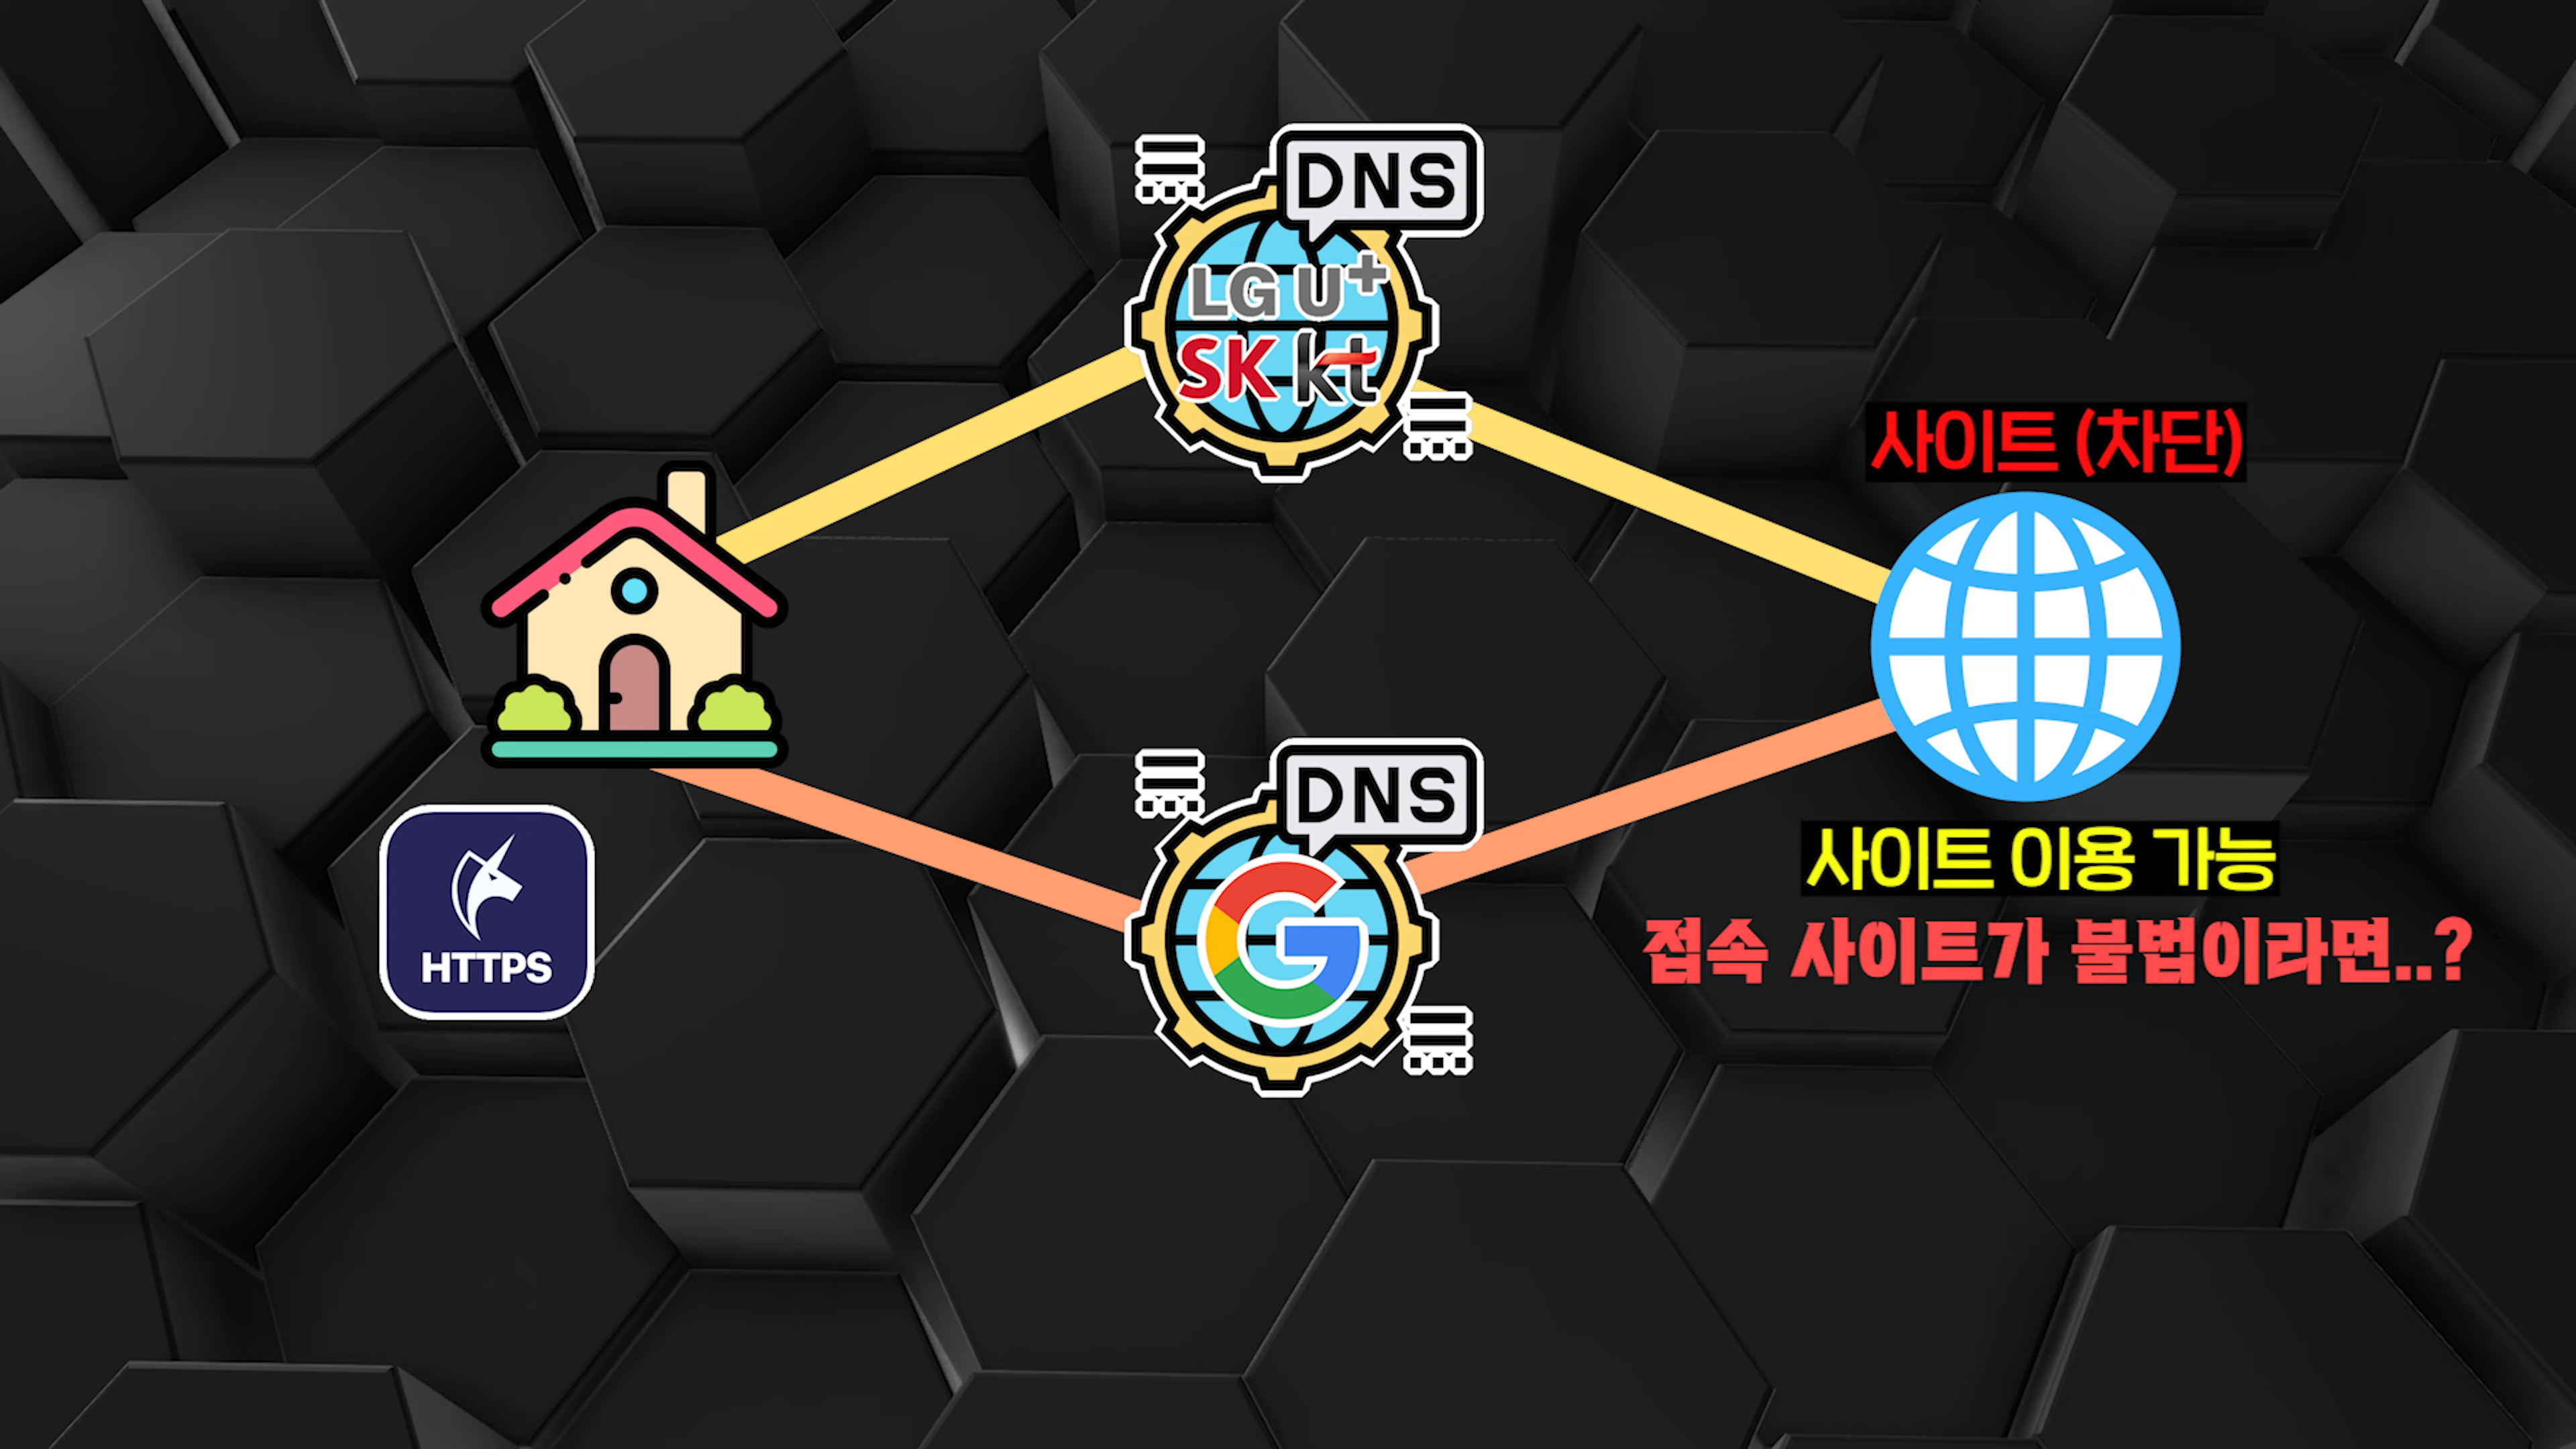 DNS
LG U+
SK kt
사이트 (차단)
DNS
HTTPS
사이트 이용 가능
접속 사이트가 불법이라면..?